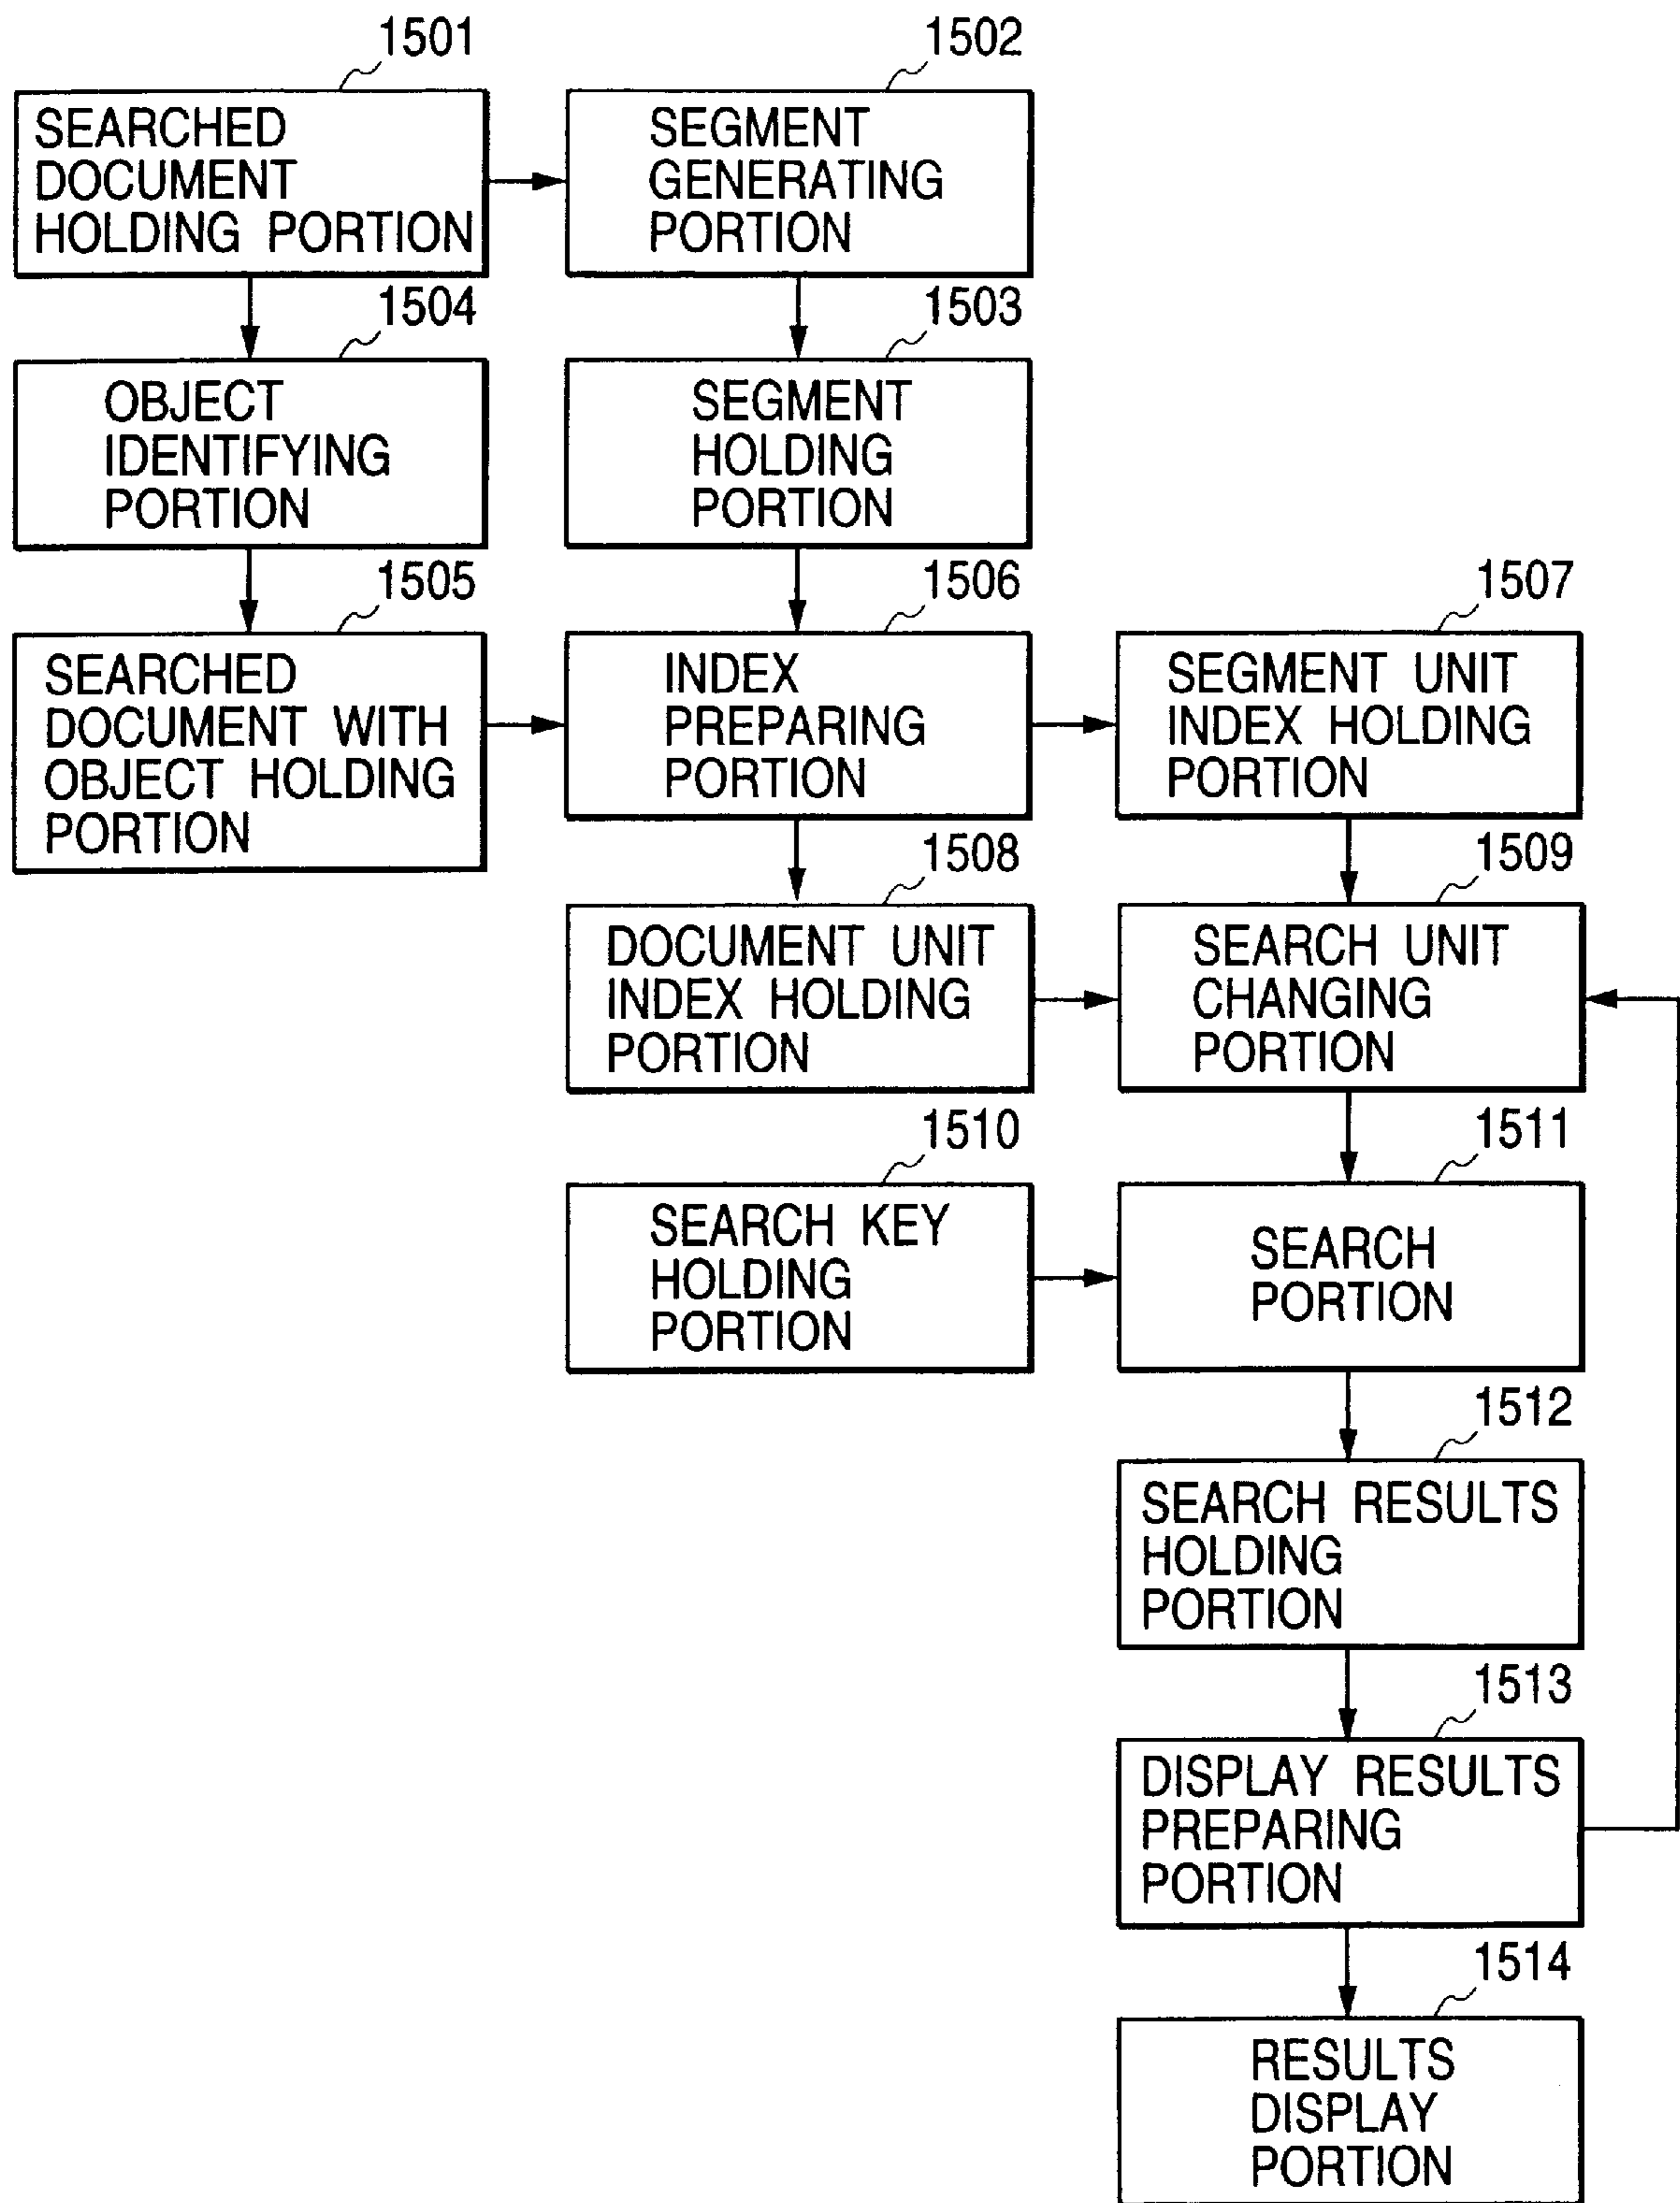 1501
SEARCHED
DOCUMENT
HOLDING PORTION
1502
SEGMENT
GENERATING
PORTION
1504
OBJECT
IDENTIFYING
PORTION
1503
SEGMENT
HOLDING
PORTION
1505
SEARCHED
DOCUMENT WITH
OBJECT HOLDING
PORTION
1506
INDEX
PREPARING
PORTION
1507
SEGMENT UNIT
INDEX HOLDING
PORTION
1508
DOCUMENT UNIT
INDEX HOLDING
PORTION
1509
SEARCH UNIT
CHANGING
PORTION
1510
SEARCH KEY
HOLDING
PORTION
1511
SEARCH
PORTION
1512
SEARCH RESULTS
HOLDING
PORTION
1513
DISPLAY RESULTS
PREPARING
PORTION
1514
RESULTS
DISPLAY
PORTION